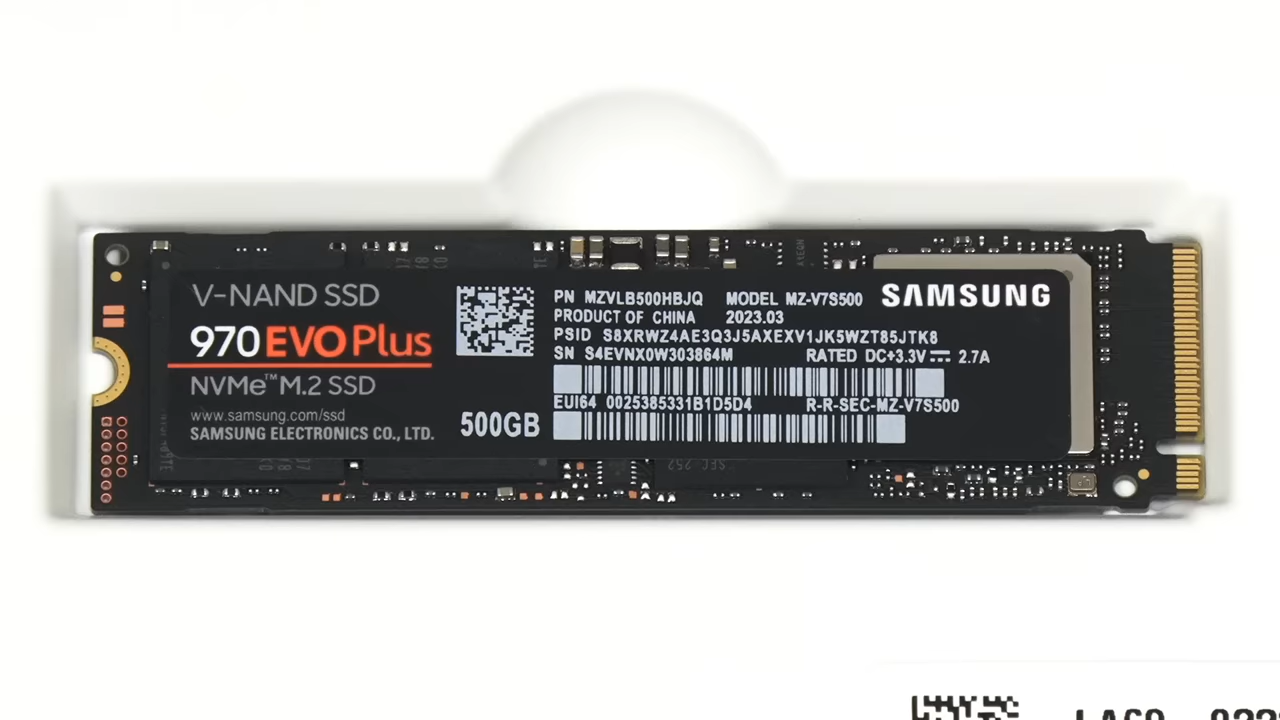 V-NAND SSD
970 EVO Plus
NVMe™ M.2 SSD
www.samsung.com/ssd
SAMSUNG ELECTRONICS CO., LTD.
500GB
PN MZVLB500HBJQ MODEL MZ-V7S500
PRODUCT OF CHINA 2023.03
PSID S8XRWZ4AE3Q3J5AXEXV1JK5WZT85JTK8
SN S4EVNX0W303864M RATED DC+3.3V⎓ 2.7A
EUI64 0025385331B1D5D4 R-R-SEC-MZ-V7S500
SAMSUNG